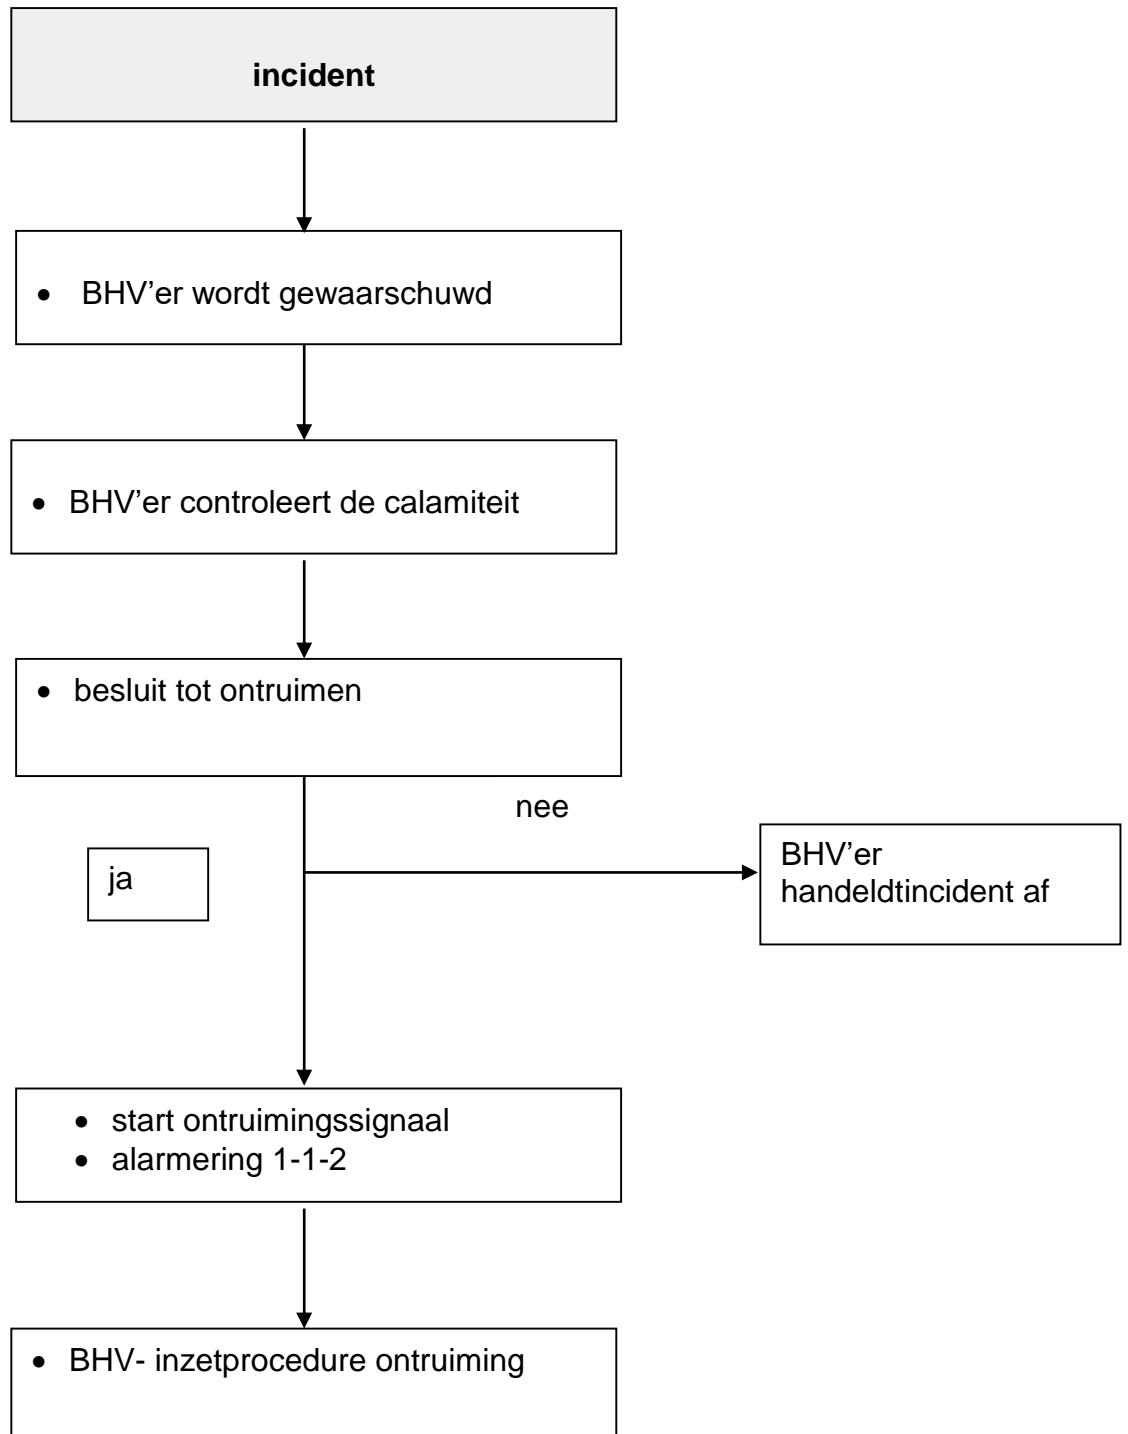 incident
• BHV’er wordt gewaarschuwd
• BHV’er controleert de calamiteit
• besluit tot ontruimen
nee
ja
BHV’er
handeldtincident af
• start ontruimingssignaal
• alarmering 1-1-2
• BHV- inzetprocedure ontruiming